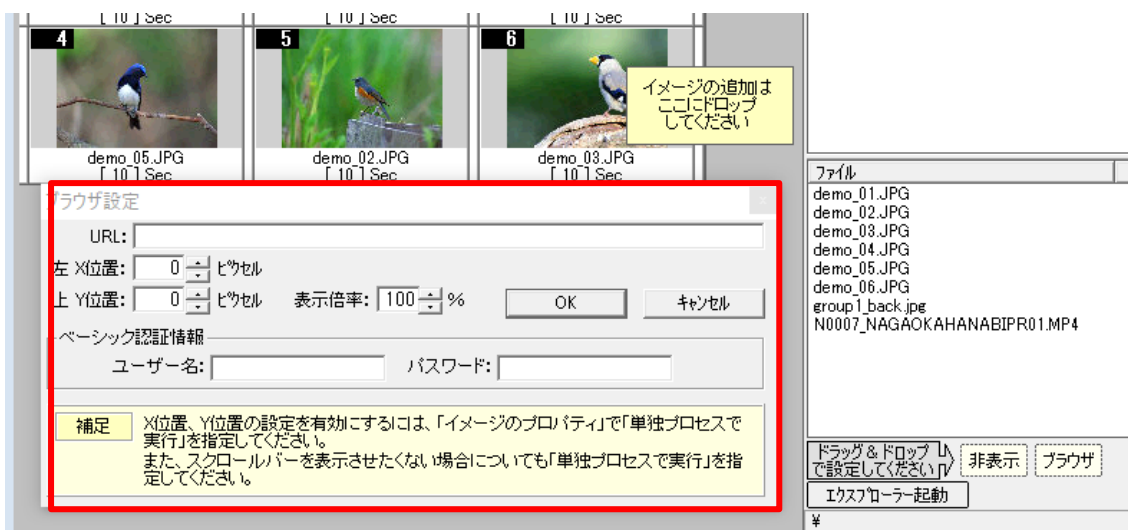 [ 10 ] Sec
[ 10 ] Sec
[ 10 ] Sec
4
5
6
イメージの追加は
ここにドロップ
してください
demo_05.JPG
[ 10 ] Sec
demo_02.JPG
[ 10 ] Sec
demo_03.JPG
[ 10 ] Sec
ブラウザ設定
x
URL:
左 X位置: 0 ピクセル
上 Y位置: 0 ピクセル 表示倍率: 100 % OK キャンセル
ベーシック認証情報
ユーザー名: パスワード:
補足
X位置、Y位置の設定を有効にするには、「イメージのプロパティ」で「単独プロセスで
実行」を指定してください。
また、スクロールバーを表示させたくない場合についても「単独プロセスで実行」を指
定してください。
ファイル
demo_01.JPG
demo_02.JPG
demo_03.JPG
demo_04.JPG
demo_05.JPG
demo_06.JPG
group1_back.jpg
N0007_NAGAOKAHANABIPR01.MP4
ドラッグ&ドロップ
で設定してください
非表示
ブラウザ
エクスプローラー起動
¥